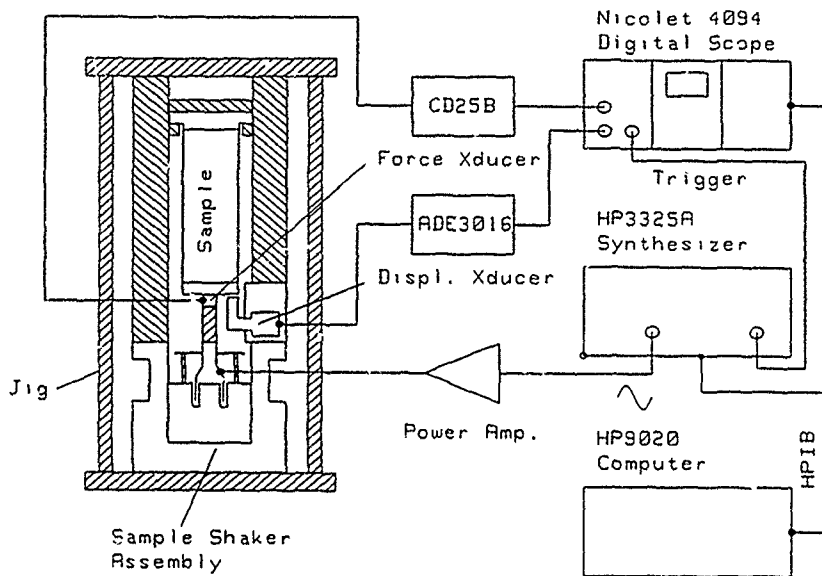 Nicolet 4094
Digital Scope
CD25B
Force Xducer
Trigger
Sample
ADE3016
HP3325A
Synthesizer
Displ. Xducer
Jig
Power Amp.
HP9020
Computer
HPIB
Sample Shaker
Assembly